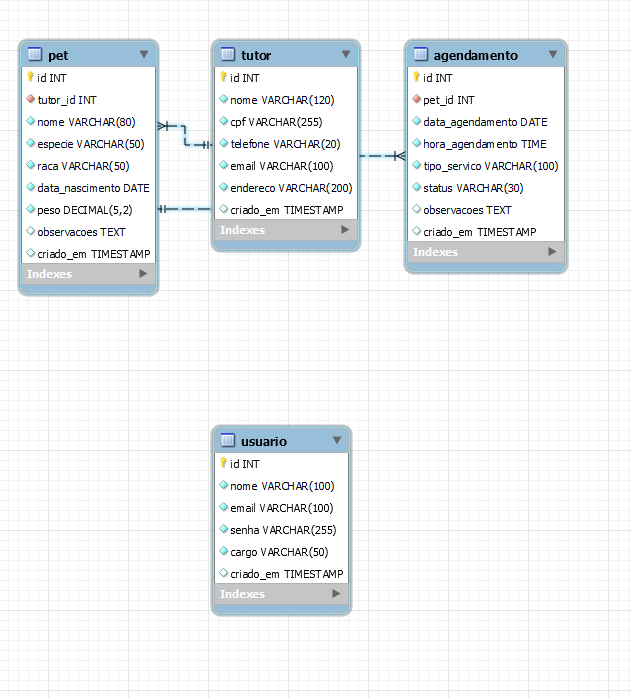 pet
id INT
tutor_id INT
nome VARCHAR(80)
especie VARCHAR(50)
raca VARCHAR(50)
data_nascimento DATE
peso DECIMAL(5,2)
observacoes TEXT
criado_em TIMESTAMP
Indexes
tutor
id INT
nome VARCHAR(120)
cpf VARCHAR(255)
telefone VARCHAR(20)
email VARCHAR(100)
endereco VARCHAR(200)
criado_em TIMESTAMP
Indexes
agendamento
id INT
pet_id INT
data_agendamento DATE
hora_agendamento TIME
tipo_servico VARCHAR(100)
status VARCHAR(30)
observacoes TEXT
criado_em TIMESTAMP
Indexes
usuario
id INT
nome VARCHAR(100)
email VARCHAR(100)
senha VARCHAR(255)
cargo VARCHAR(50)
criado_em TIMESTAMP
Indexes